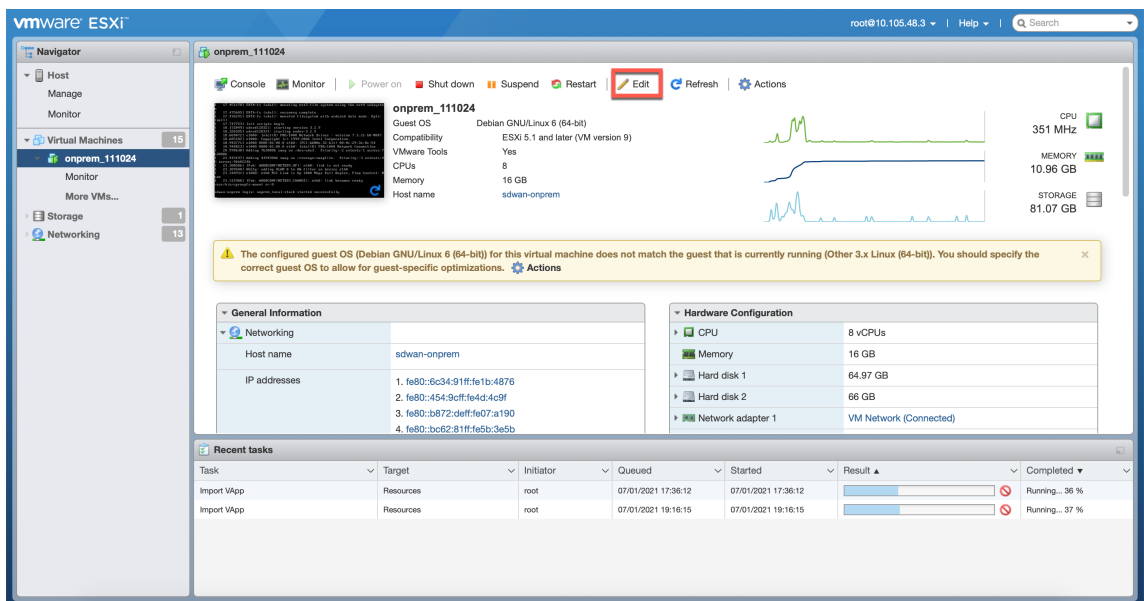 vmware ESXi™
root@10.105.48.3
Help
Search
Navigator
Host
Manage
Monitor
Virtual Machines 15
onprem_111024
Monitor
More VMs...
Storage 1
Networking 13
onprem_111024
Console Monitor Power on Shut down Suspend Restart Edit Refresh Actions
onprem_111024
Guest OS Debian GNU/Linux 6 (64-bit)
Compatibility ESXi 5.1 and later (VM version 9)
VMware Tools Yes
CPUs 8
Memory 16 GB
Host name sdwan-onprem
CPU
351 MHz
MEMORY
10.96 GB
STORAGE
81.07 GB
The configured guest OS (Debian GNU/Linux 6 (64-bit)) for this virtual machine does not match the guest that is currently running (Other 3.x Linux (64-bit)). You should specify the
correct guest OS to allow for guest-specific optimizations. Actions
General Information
Networking
Host name sdwan-onprem
IP addresses 1. fe80::6c34:91ff:fe1b:4876
2. fe80::454:9cff:fe4d:4c9f
3. fe80::b872:deff:fe07:a190
4. fe80::bc62:81ff:fe5b:3e5b
Hardware Configuration
CPU 8 vCPUs
Memory 16 GB
Hard disk 1 64.97 GB
Hard disk 2 66 GB
Network adapter 1 VM Network (Connected)
Recent tasks
Task Target Initiator Queued Started Result ▲ Completed ▼
Import VApp Resources root 07/01/2021 17:36:12 07/01/2021 17:36:12 Running... 36 %
Import VApp Resources root 07/01/2021 19:16:15 07/01/2021 19:16:15 Running... 37 %